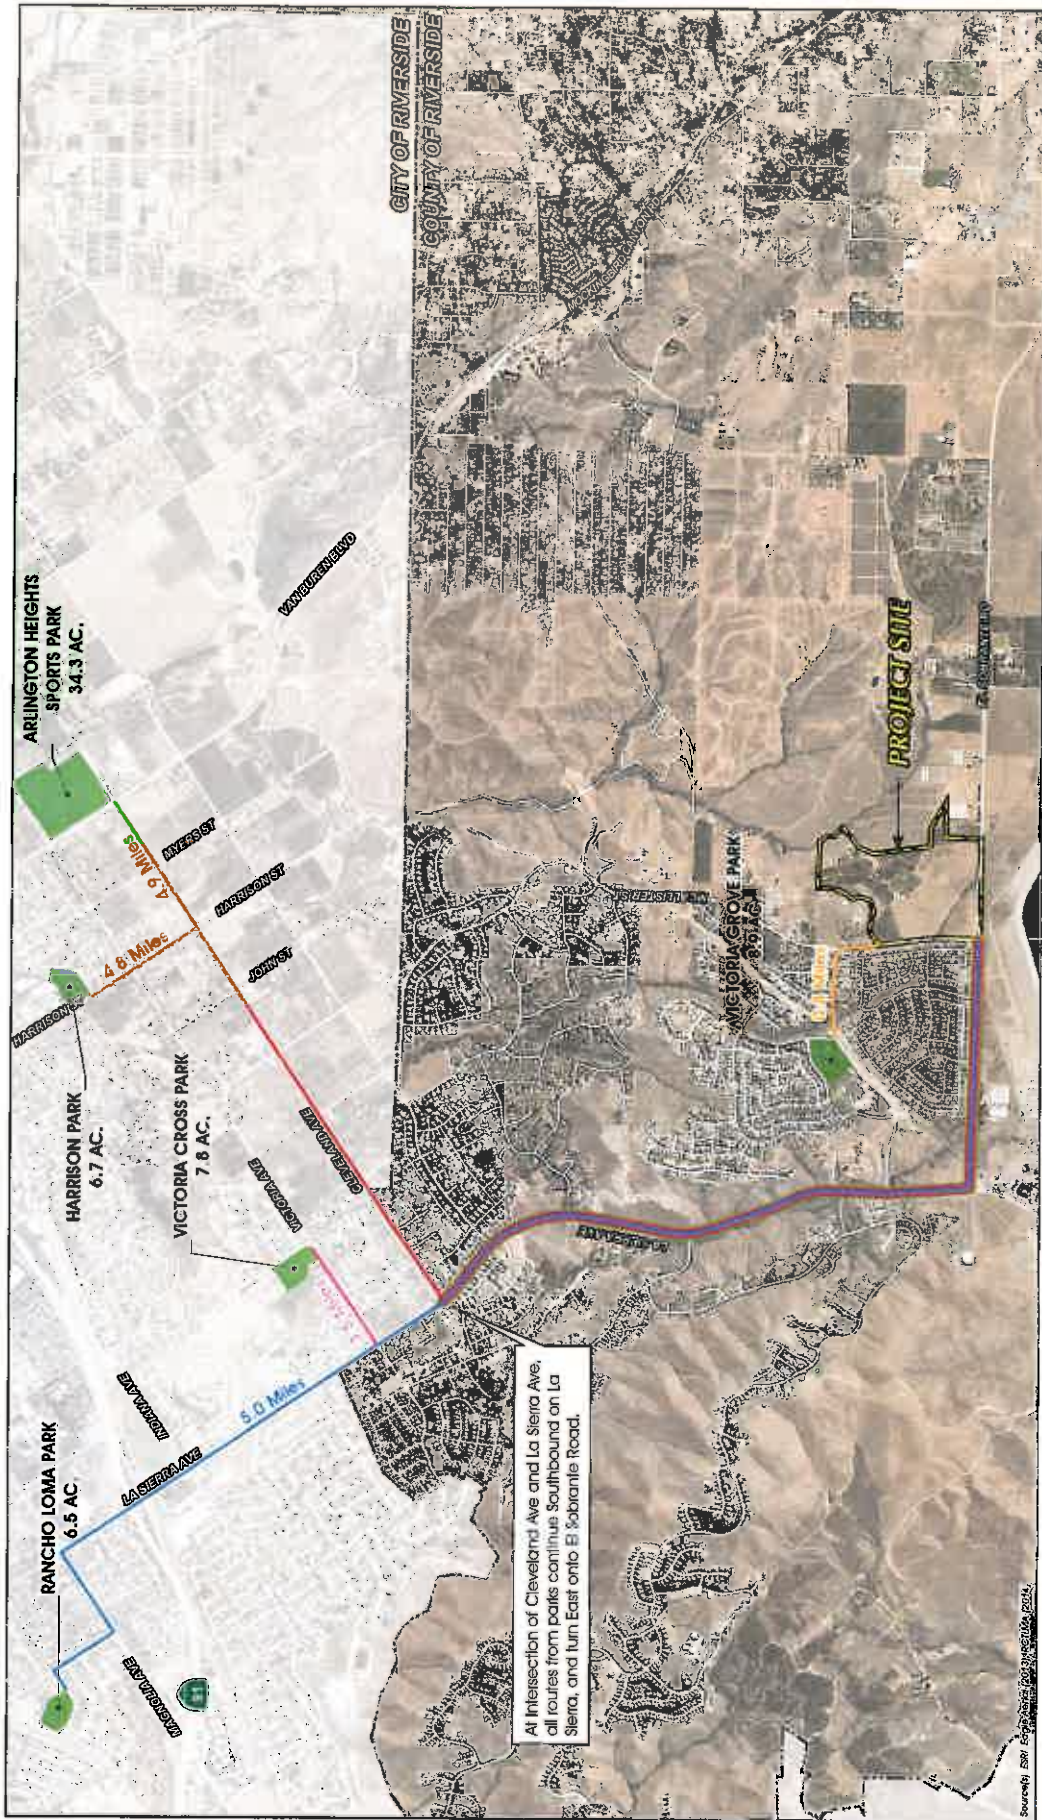 RANCHO LOMA PARK
6.5 AC.
HARRISON PARK
6.7 AC.
VICTORIA CROSS PARK
7.8 AC.
ARLINGTON HEIGHTS
SPORTS PARK
34.3 AC.
MAGNOLIA AVE
LA SIERRA AVE
INDIANA AVE
5.0 Miles
VICTORIA AVE
CLEVELAND AVE
HARRISON
4.8 Miles
4.9 Miles
JOHN ST
HARRISON ST
MYERS ST
VAN BUREN BLVD
CITY OF RIVERSIDE
COUNTY OF RIVERSIDE
At Intersection of Cleveland Ave and La Sierra Ave,
all routes from parks continue Southbound on La
Sierra, and turn East onto El Sobrante Road.
LA SIERRA AVE
VICTORIA GROVE PARK
PROJECT SITE